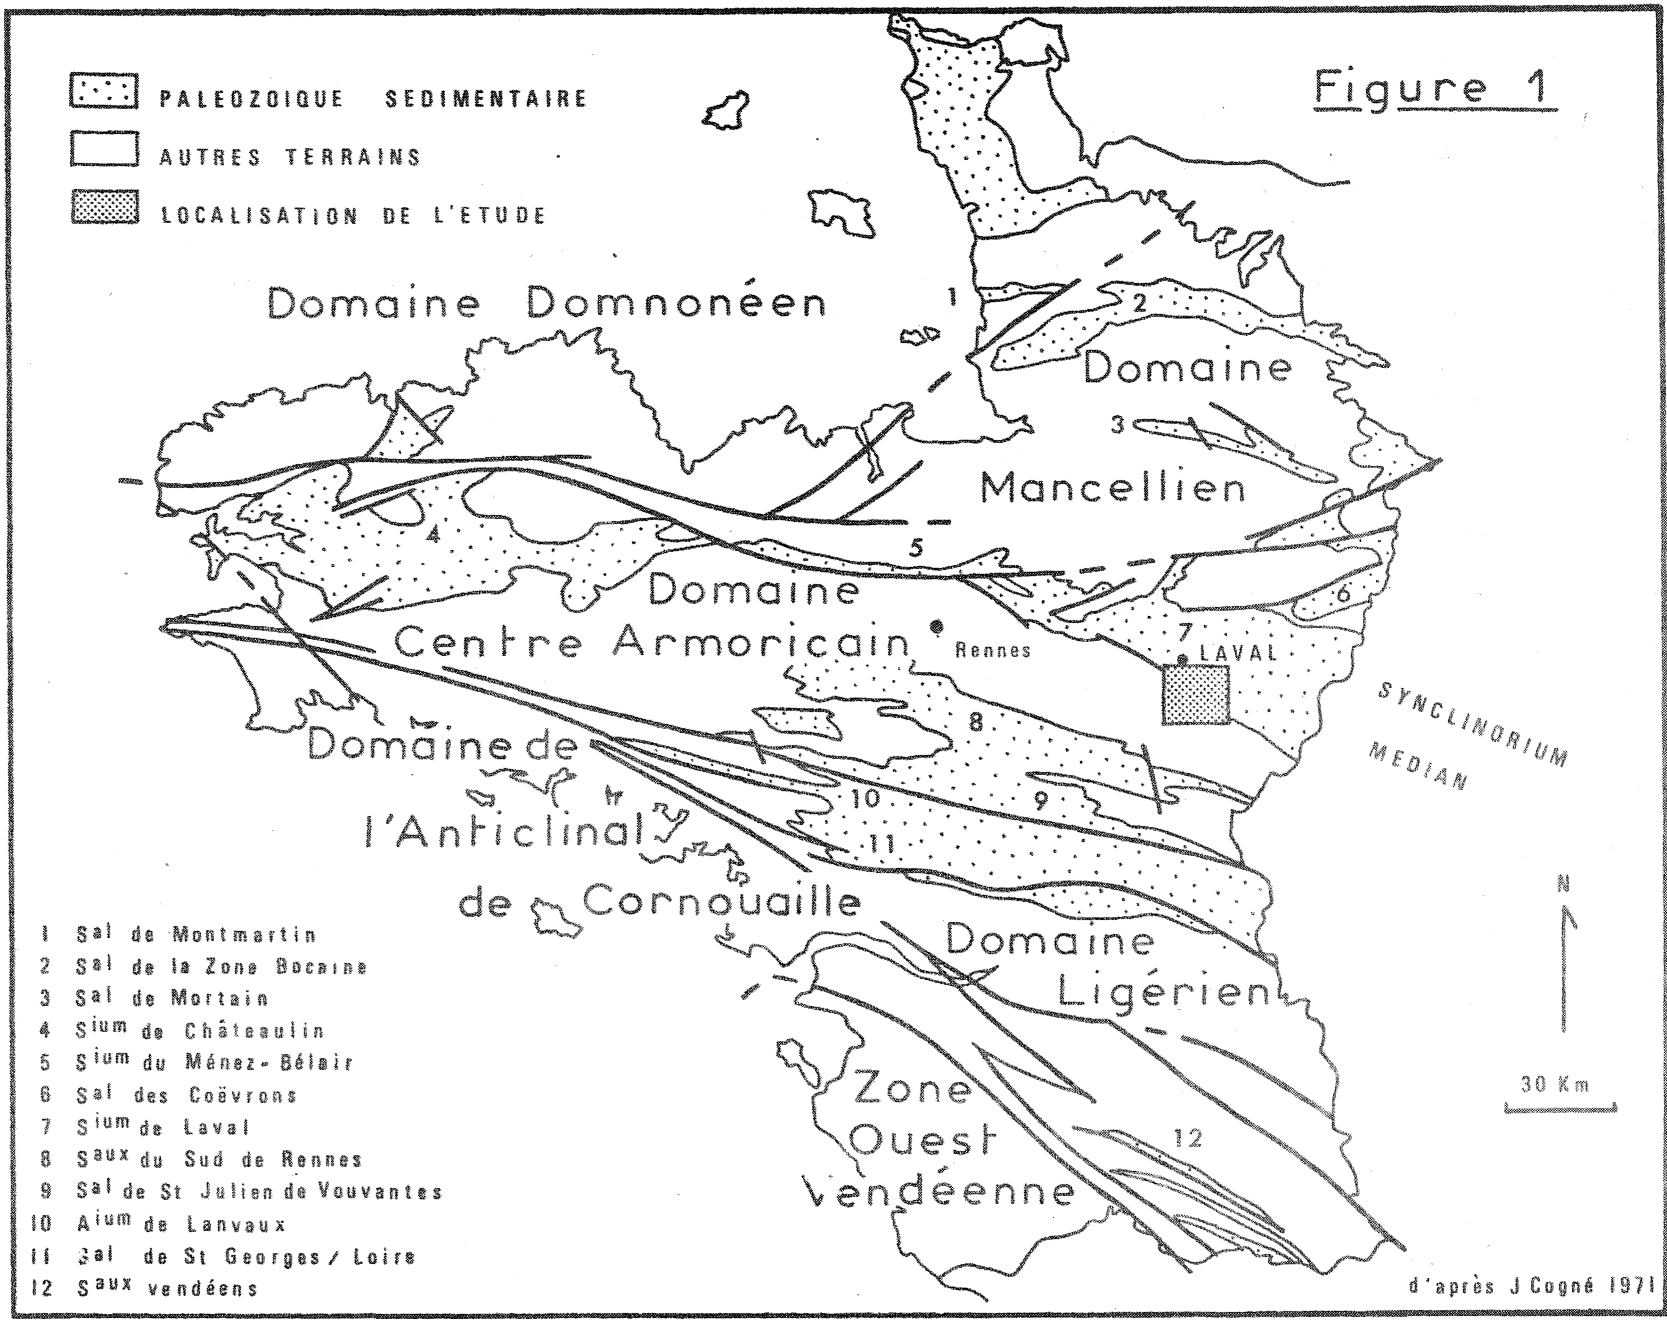 Figure 1
PALEOZOIQUE SEDIMENTAIRE
AUTRES TERRAINS
LOCALISATION DE L'ETUDE
Domaine Domnonéen
1
2
Domaine
3
Mancellien
4
5
Domaine
6
Centre Armoricain
Rennes
7
LAVAL
SYNCLINORIUM
MEDIAN
8
Domaine de
9
10
l'Anticlinal
11
de Cornouaille
Domaine
Ligérien
N
30 Km
Zone
Ouest
Vendéenne
12
1 Sal de Montmartin
2 Sal de la Zone Bocaine
3 Sal de Mortain
4 Sium de Châteaulin
5 Sium du Ménez-Bélair
6 Sal des Coëvrons
7 Sium de Laval
8 Saux du Sud de Rennes
9 Sal de St Julien de Vouvantes
10 Aium de Lanvaux
11 Sal de St Georges / Loire
12 Saux vendéens
d'après J Cogné 1971